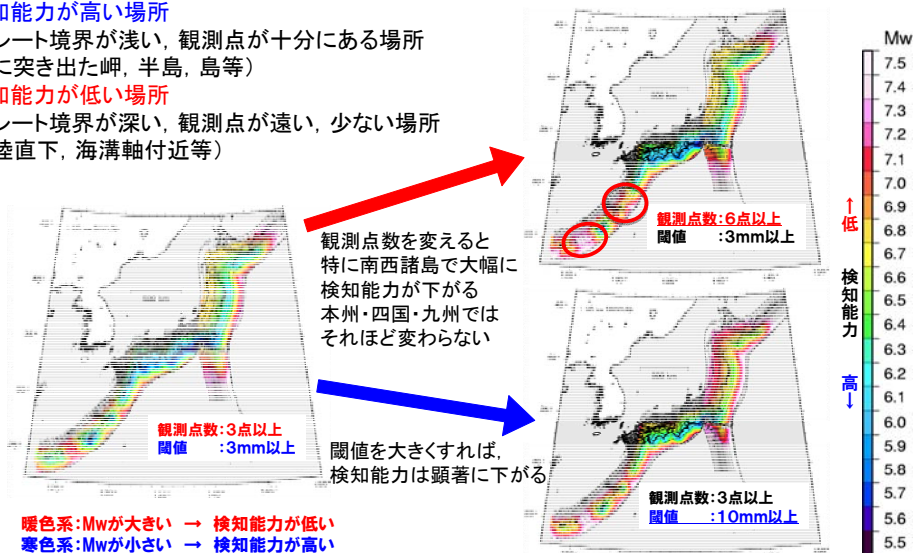 知能力が高い場所
レート境界が浅い，観測点が十分にある場所
に突き出た岬，半島，島等）
知能力が低い場所
レート境界が深い，観測点が遠い，少ない場所
陸直下，海溝軸付近等）
観測点数を変えると
特に南西諸島で大幅に
検知能力が下がる
本州・四国・九州では
それほど変わらない
観測点数：6点以上
閾値　：3mm以上
観測点数：3点以上
閾値　：3mm以上
閾値を大きくすれば，
検知能力は顕著に下がる
観測点数：3点以上
閾値　：10mm以上
暖色系：Mwが大きい → 検知能力が低い
寒色系：Mwが小さい → 検知能力が高い
Mw
7.5
7.4
7.3
7.2
7.1
7.0
6.9
6.8
6.7
6.6
6.5
6.4
6.3
6.2
6.1
6.0
5.9
5.8
5.7
5.6
5.5
↑低
検知能力
高↓